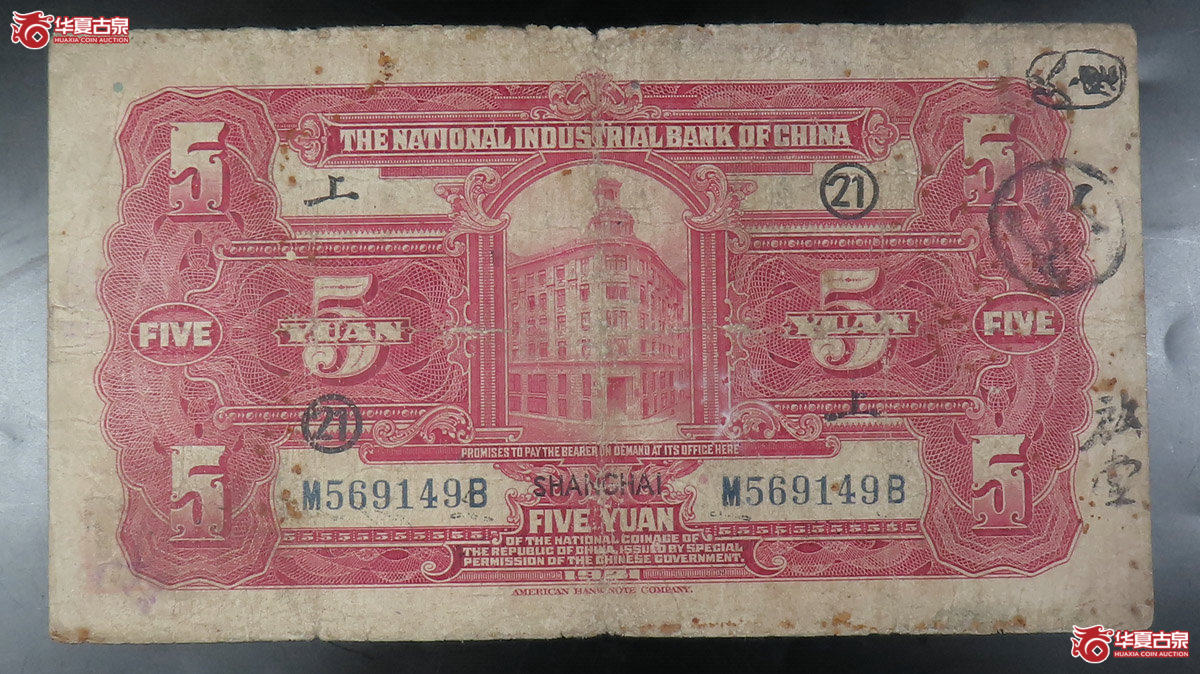 华夏古泉
HUAXIA COIN AUCTION
5 5
THE NATIONAL INDUSTRIAL BANK OF CHINA
上 21
5 5
YUAN YUAN
FIVE FIVE
21 上
PROMISES TO PAY THE BEARER ON DEMAND AT ITS OFFICE HERE
5 5
M569149B SHANGHAI M569149B
FIVE YUAN
OF THE NATIONAL COINAGE OF
THE REPUBLIC OF CHINA, ISSUED BY SPECIAL
PERMISSION OF THE CHINESE GOVERNMENT.
AMERICAN BANK NOTE COMPANY.
华夏古泉
HUAXIA COIN AUCTION